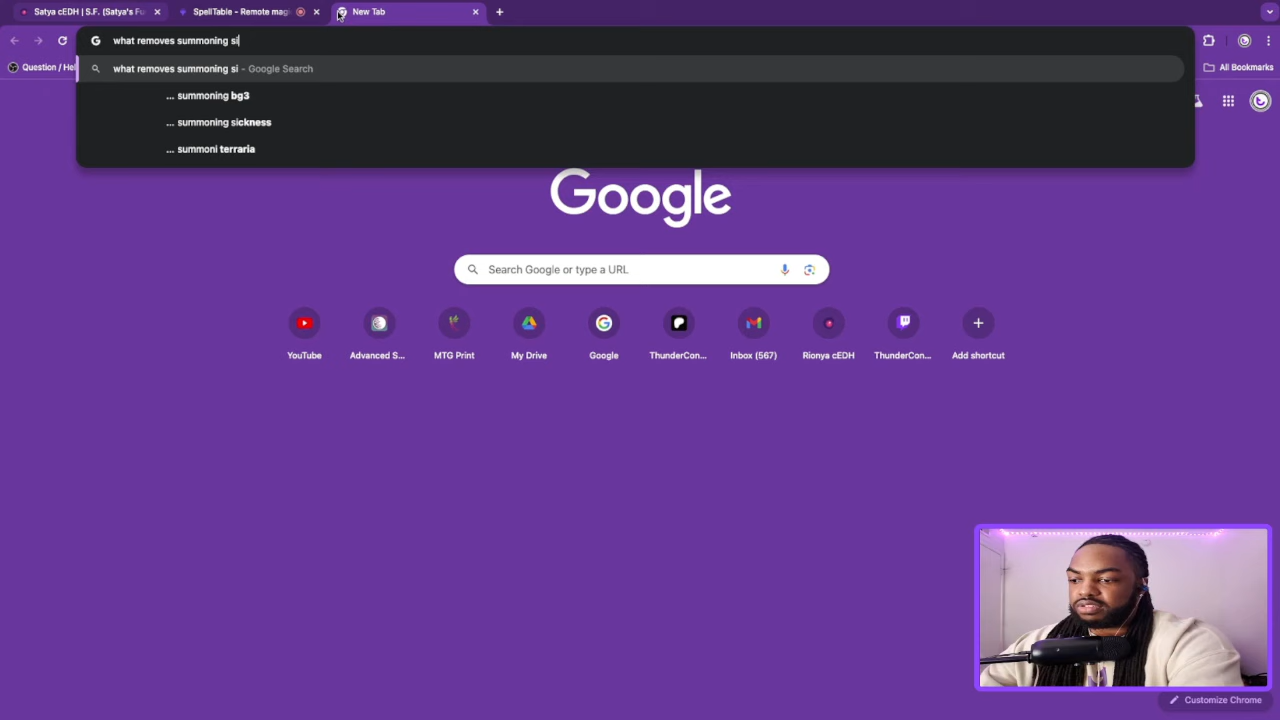 Satya cEDH | S.F. (Satya's Fu
SpellTable - Remote mag
New Tab
what removes summoning si
Question / Hel
All Bookmarks
what removes summoning si - Google Search
... summoning bg3
... summoning sickness
... summoni terraria
Google
Search Google or type a URL
YouTube
Advanced S...
MTG Print
My Drive
Google
ThunderCon...
Inbox (567)
Rionya cEDH
ThunderCon...
Add shortcut
Customize Chrome